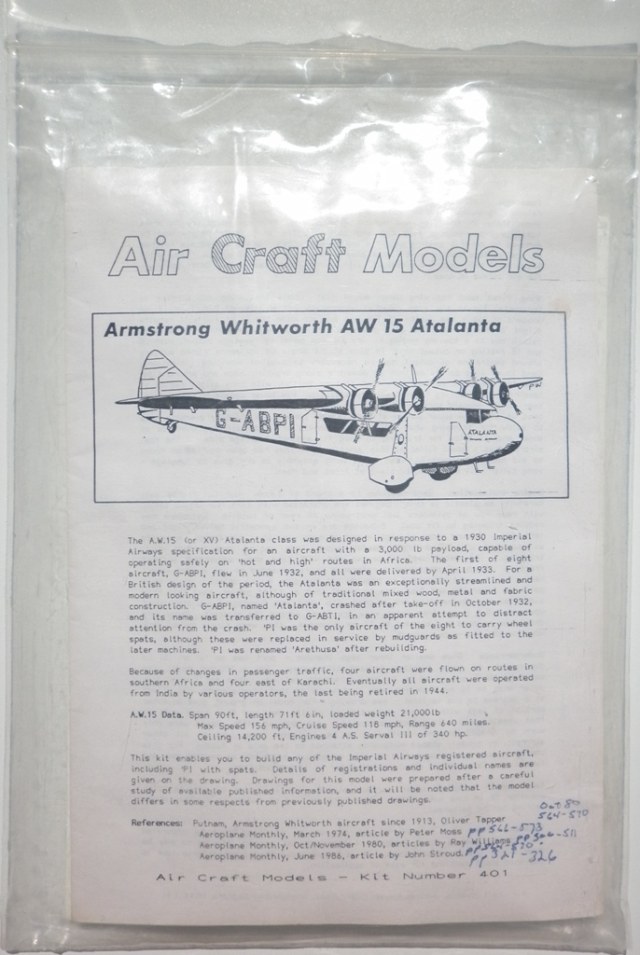 Air Craft Models
Armstrong Whitworth AW 15 Atalanta
G-ABPI
ATALANTA
The A.W.15 (or XV) Atalanta class was designed in response to a 1930 Imperial
Airways specification for an aircraft with a 3,000 lb payload, capable of
operating safely on 'hot and high' routes in Africa. The first of eight
aircraft, G-ABPI, flew in June 1932, and all were delivered by April 1933. For a
British design of the period, the Atalanta was an exceptionally streamlined and
modern looking aircraft, although of traditional mixed wood, metal and fabric
construction. G-ABPI, named 'Atalanta', crashed after take-off in October 1932,
and its name was transferred to G-ABTI, in an apparent attempt to distract
attention from the crash. 'PI was the only aircraft of the eight to carry wheel
spats, although these were replaced in service by mudguards as fitted to the
later machines. 'PI was renamed 'Arethusa' after rebuilding.
Because of changes in passenger traffic, four aircraft were flown on routes in
southern Africa and four east of Karachi. Eventually all aircraft were operated
from India by various operators, the last being retired in 1944.
A.W.15 Data. Span 90ft, length 71ft 6in, loaded weight 21,000lb
Max Speed 156 mph, Cruise Speed 118 mph, Range 640 miles.
Ceiling 14,200 ft, Engines 4 A.S. Serval III of 340 hp.
This kit enables you to build any of the Imperial Airways registered aircraft,
including 'PI with spats. Details of registrations and individual names are
given on the drawing. Drawings for this model were prepared after a careful
study of available published information, and it will be noted that the model
differs in some respects from previously published drawings.
Oct 80
564-570
References: Putnam, Armstrong Whitworth aircraft since 1913, Oliver Tapper
Aeroplane Monthly, March 1974, article by Peter Moss pp 566-573
Aeroplane Monthly, Oct/November 1980, articles by Ray Williams
Aeroplane Monthly, June 1986, article by John Stroud. pp 321-326
Air Craft Models - Kit Number 401